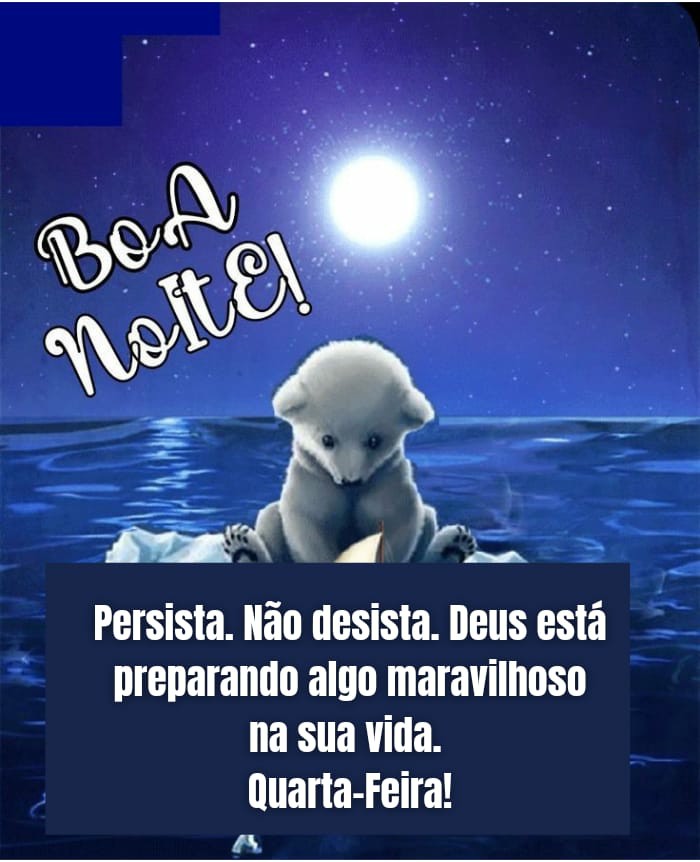 BoA
NoItE!
Persista. Não desista. Deus está
preparando algo maravilhoso
na sua vida.
Quarta-Feira!